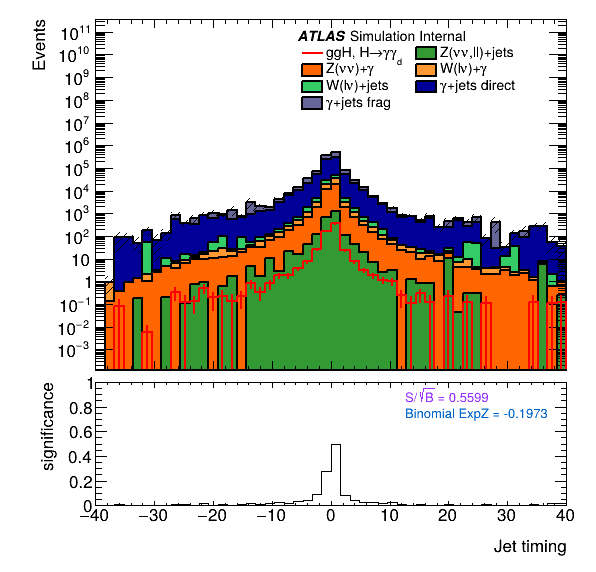 Events
10¹¹
10¹⁰
10⁹
10⁸
10⁷
10⁶
10⁵
10⁴
10³
10²
10
1
10⁻¹
10⁻²
10⁻³
ATLAS Simulation Internal
ggH, H→γγ_d
Z(νν,ll)+jets
Z(νν)+γ
W(lν)+γ
W(lν)+jets
γ+jets direct
γ+jets frag
significance
1
0.8
0.6
0.4
0.2
0
S/√B = 0.5599
Binomial ExpZ = -0.1973
−40 −30 −20 −10 0 10 20 30 40
Jet timing